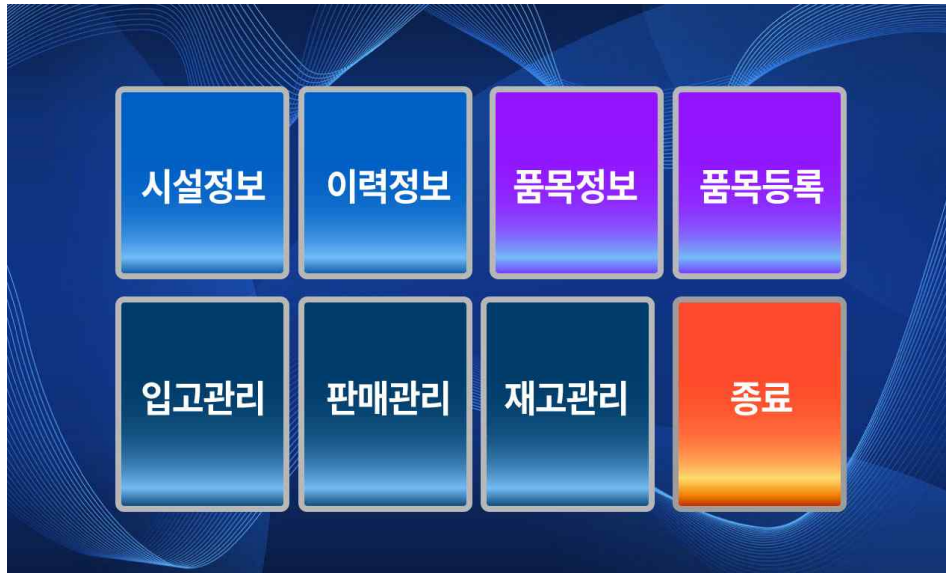 시설정보
이력정보
품목정보
품목등록
입고관리
판매관리
재고관리
종료